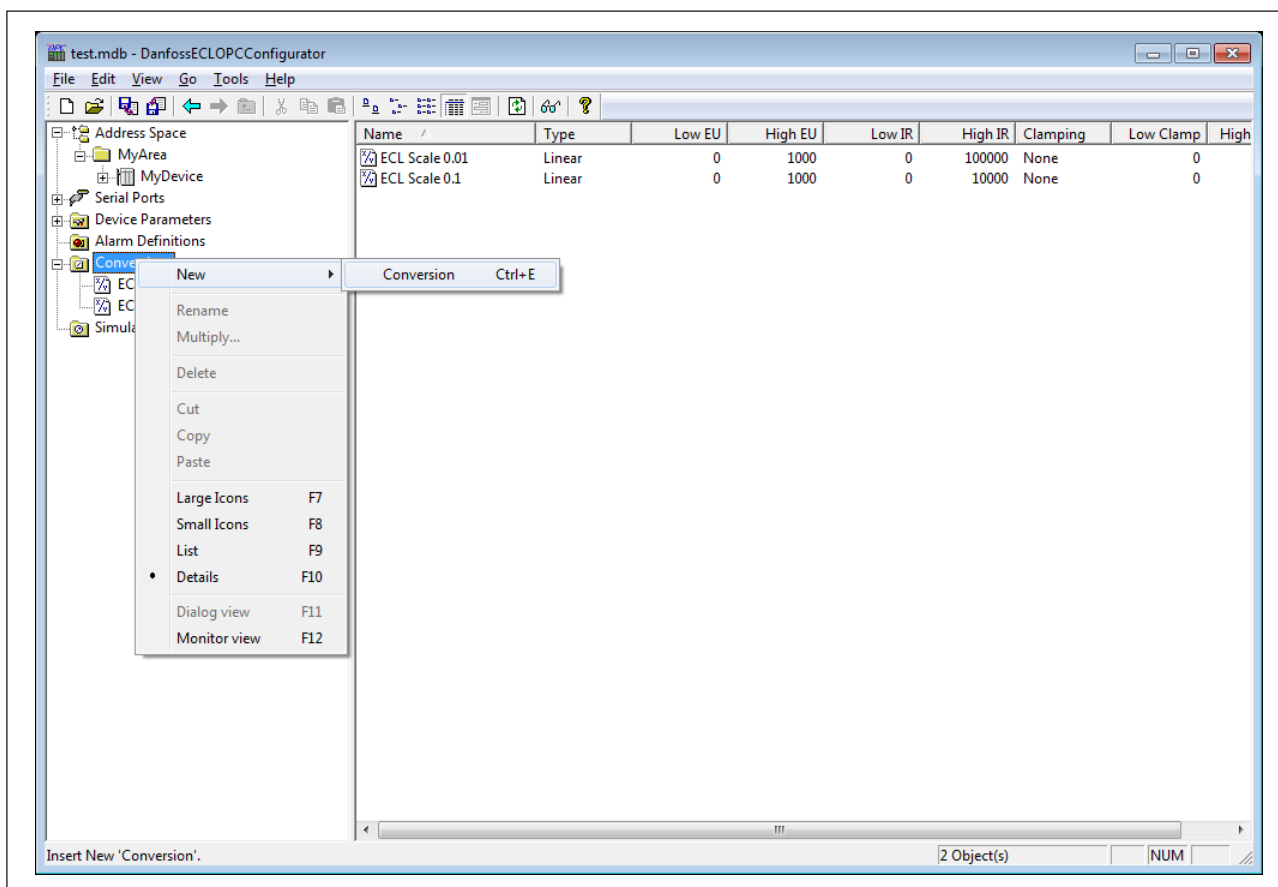 test.mdb - DanfossECLOPCConfigurator
File Edit View Go Tools Help
Name Type Low EU High EU Low IR High IR Clamping Low Clamp High
ECL Scale 0.01 Linear 0 1000 0 100000 None 0
ECL Scale 0.1 Linear 0 1000 0 10000 None 0
Address Space
MyArea
MyDevice
Serial Ports
Device Parameters
Alarm Definitions
Conve
EC
EC
Simula
New
Conversion Ctrl+E
Rename
Multiply...
Delete
Cut
Copy
Paste
Large Icons F7
Small Icons F8
List F9
Details F10
Dialog view F11
Monitor view F12
Insert New 'Conversion'. 2 Object(s) NUM